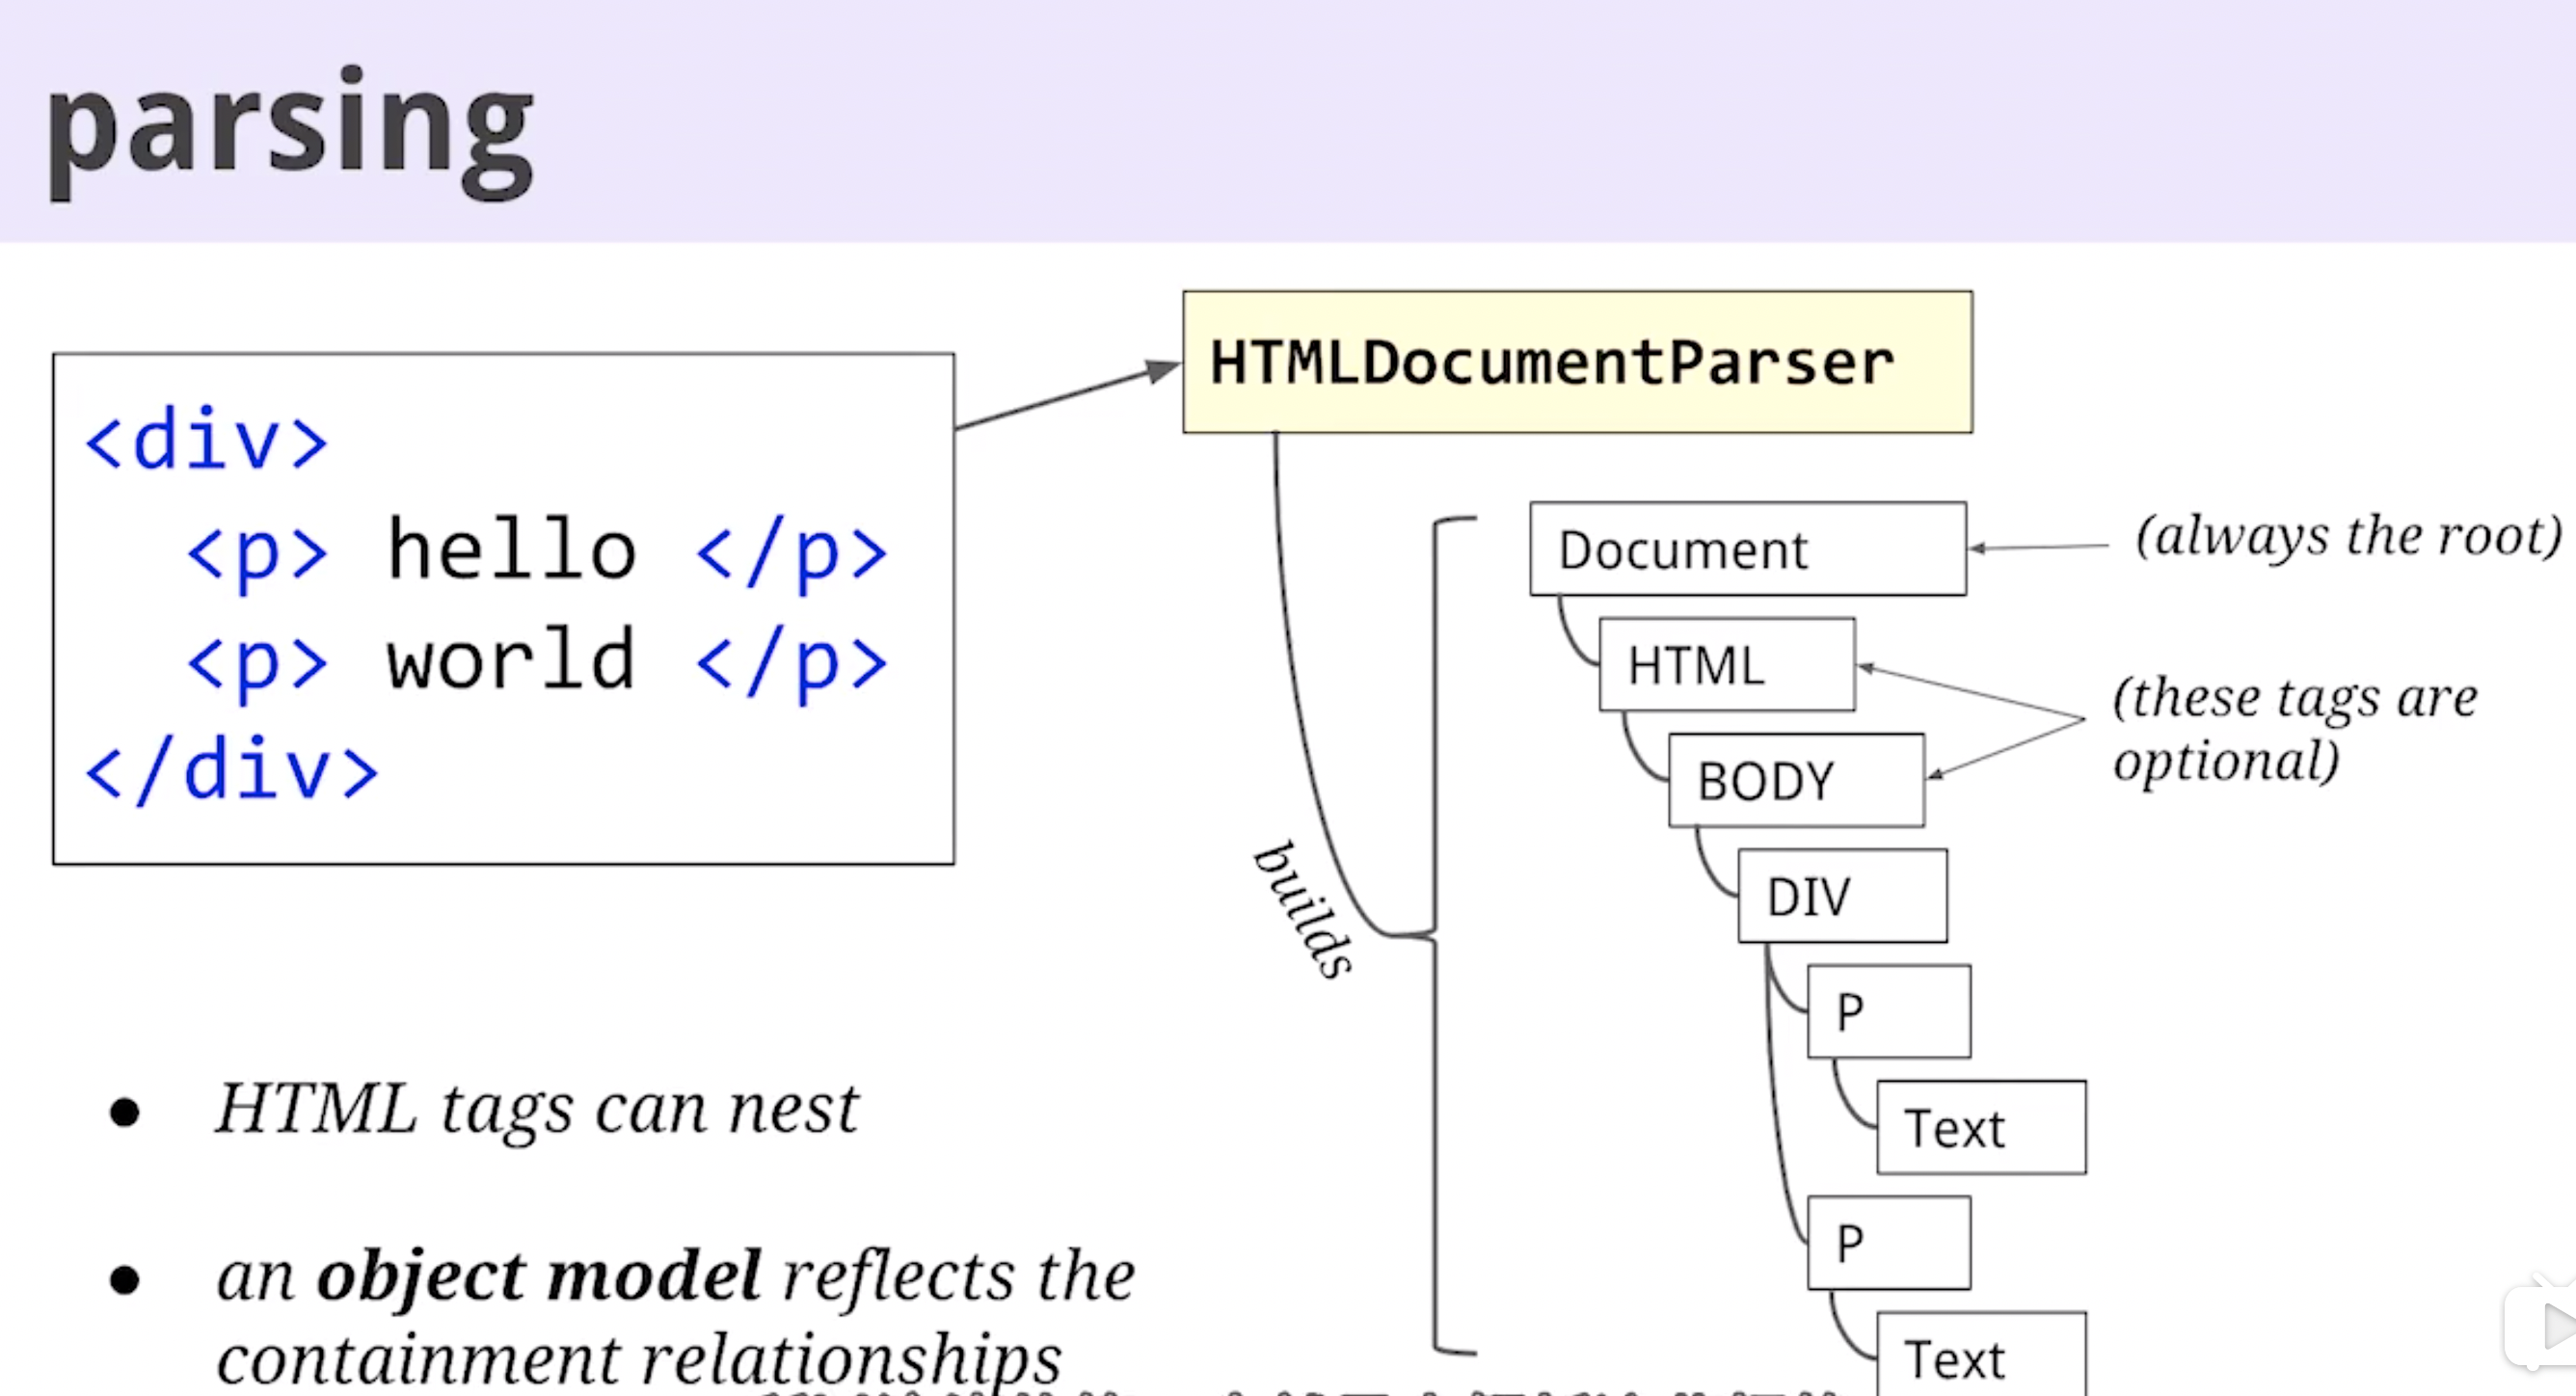 parsing
<div>
<p> hello </p>
<p> world </p>
</div>
HTML tags can nest
an object model reflects the
containment relationships
HTMLDocumentParser
builds
Document
(always the root)
HTML
(these tags are
optional)
BODY
DIV
P
Text
P
Text